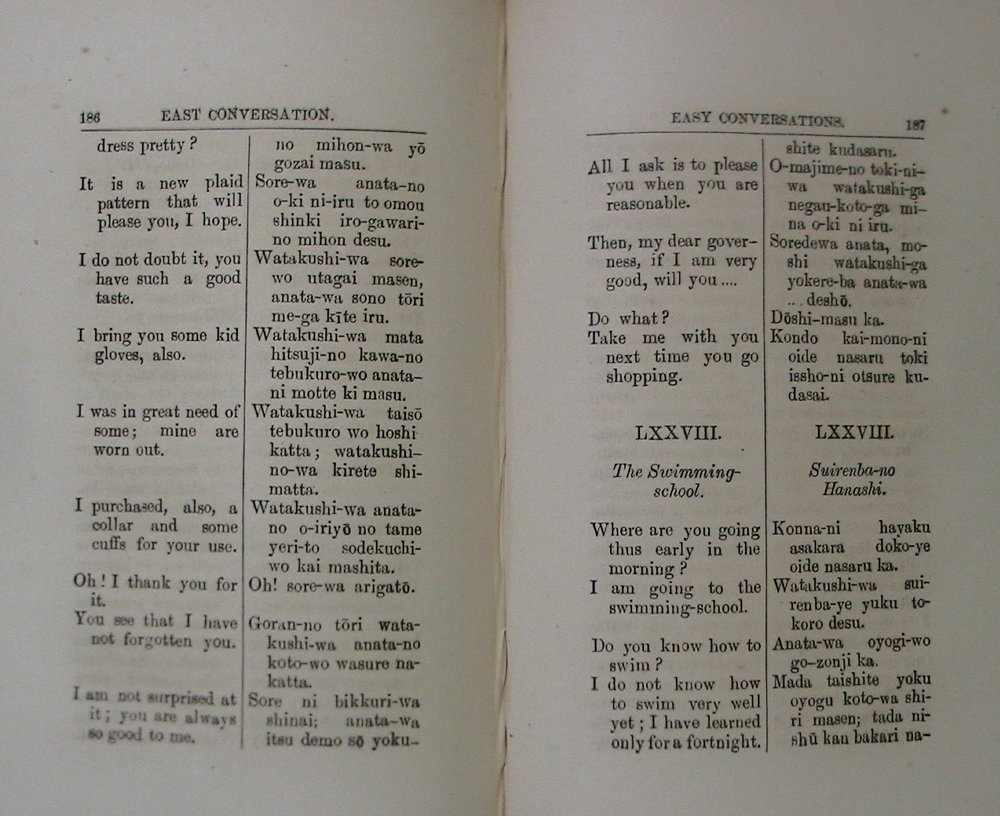 186 EAST CONVERSATION.
dress pretty ?
It is a new plaid
pattern that will
please you, I hope.
I do not doubt it, you
have such a good
taste.
I bring you some kid
gloves, also.
I was in great need of
some; mine are
worn out.
I purchased, also, a
collar and some
cuffs for your use.
Oh! I thank you for
it.
You see that I have
not forgotten you.
I am not surprised at
it; you are always
so good to me.
no mihon-wa yō
gozai masu.
Sore-wa anata-no
o-ki ni-iru to omou
shinki iro-gawari-
no mihon desu.
Watakushi-wa sore-
wo utagai masen,
anata-wa sono tōri
me-ga kīte iru.
Watakushi-wa mata
hitsuji-no kawa-no
tebukuro-wo anata-
ni motte ki masu.
Watakushi-wa taisō
tebukuro wo hoshi
katta; watakushi-
no-wa kirete shi-
matta.
Watakushi-wa anata-
no o-iriyō no tame
yeri-to sodekuchi-
wo kai mashita.
Oh! sore-wa arigatō.
Goran-no tōri wata-
kushi-wa anata-no
koto-wo wasure na-
katta.
Sore ni bikkuri-wa
shinai; anata-wa
itsu demo sō yoku-
EASY CONVERSATIONS. 187
All I ask is to please
you when you are
reasonable.
Then, my dear gover-
ness, if I am very
good, will you ....
Do what ?
Take me with you
next time you go
shopping.
LXXVIII.
The Swimming-
school.
Where are you going
thus early in the
morning ?
I am going to the
swimming-school.
Do you know how to
swim ?
I do not know how
to swim very well
yet; I have learned
only for a fortnight.
shite kudasaru.
O-majime-no toki-ni-
wa watakushi-ga
negau-koto-ga mi-
na o-ki ni iru.
Soredewa anata, mo-
shi watakushi-ga
yokere-ba anata-wa
... deshō.
Dōshi-masu ka.
Kondo kai-mono-ni
oide nasaru toki
issho-ni otsure ku-
dasai.
LXXVIII.
Suirenba-no
Hanashi.
Konna-ni hayaku
asakara doko-ye
oide nasaru ka.
Watakushi-wa sui-
renba-ye yuku to-
koro desu.
Anata-wa oyogi-wo
go-zonji ka.
Mada taishite yoku
oyogu koto-wa shi-
ri masen; tada ni-
shū kan bakari na-